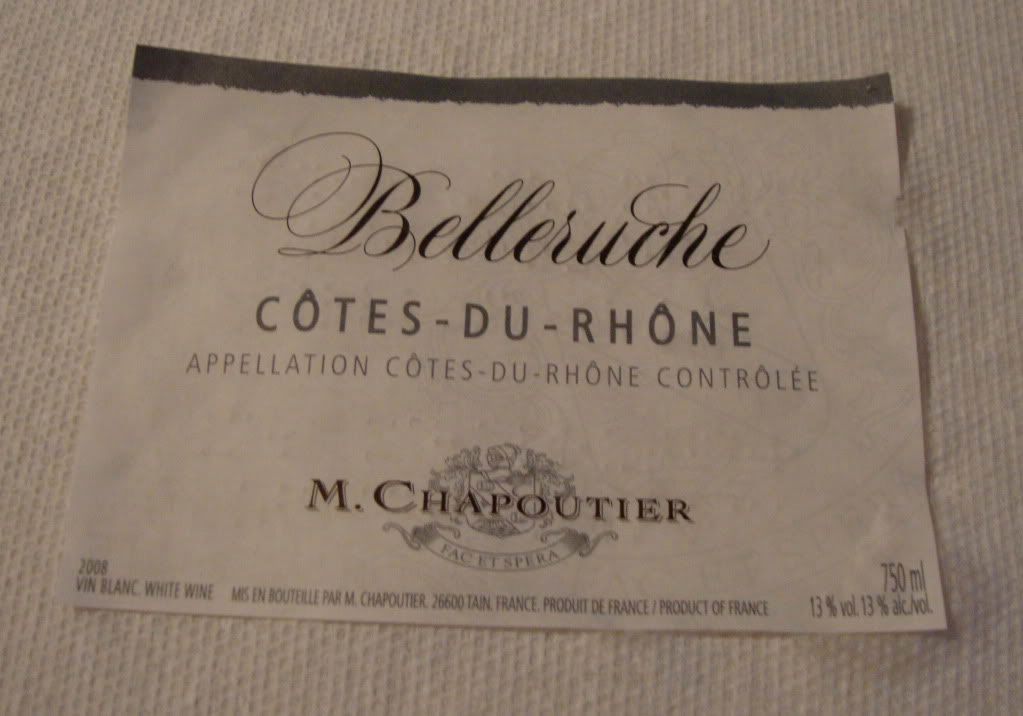 Belleruche
CÔTES-DU-RHÔNE
APPELLATION CÔTES-DU-RHÔNE CONTRÔLÉE
M. CHAPOUTIER
FAC ET SPERA
2008
VIN BLANC. WHITE WINE
MIS EN BOUTEILLE PAR M. CHAPOUTIER. 26600 TAIN. FRANCE. PRODUIT DE FRANCE / PRODUCT OF FRANCE
750 ml
13 % vol. 13 % alc./vol.